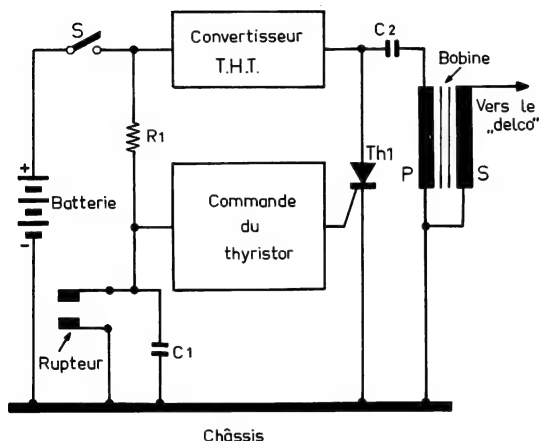 S
Convertisseur
T.H.T.
C2
Bobine
Vers le
„delco”
R1
Th1
P
S
+
Batterie
-
Commande
du
thyristor
Rupteur
C1
Châssis